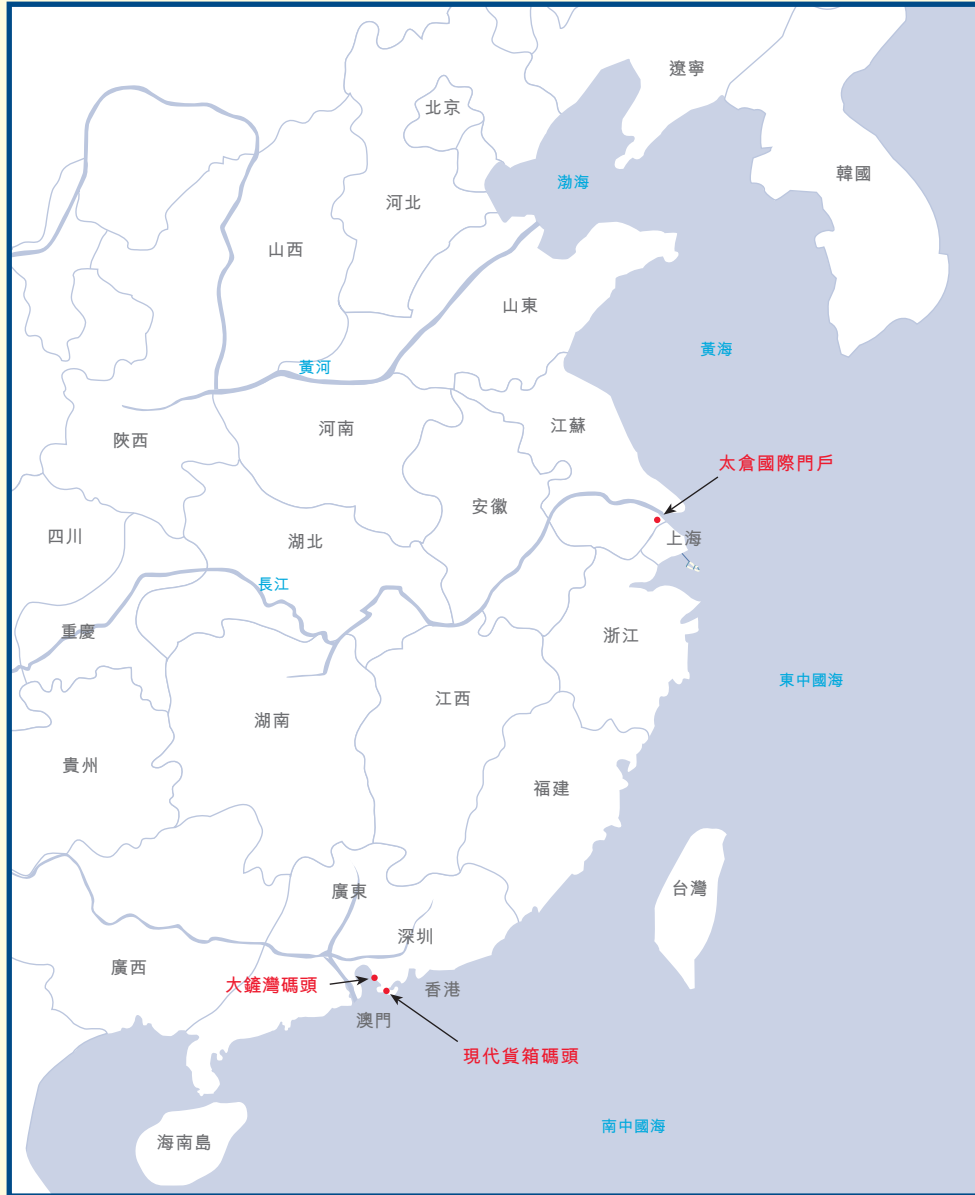 遼寧
北京
韓國
渤海
河北
山西
山東
黃海
黃河
江蘇
河南
陝西
太倉國際門戶
安徽
四川
湖北
上海
長江
重慶
浙江
東中國海
江西
湖南
貴州
福建
廣東
台灣
深圳
廣西
大鏟灣碼頭
香港
澳門
現代貨箱碼頭
南中國海
海南島